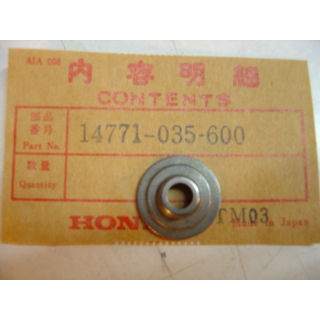 AIA 008
内容明細
CONTENTS
部品番号
Part No.
14771-035-600
数量
Quantity
HON
TM03
Made in Japan